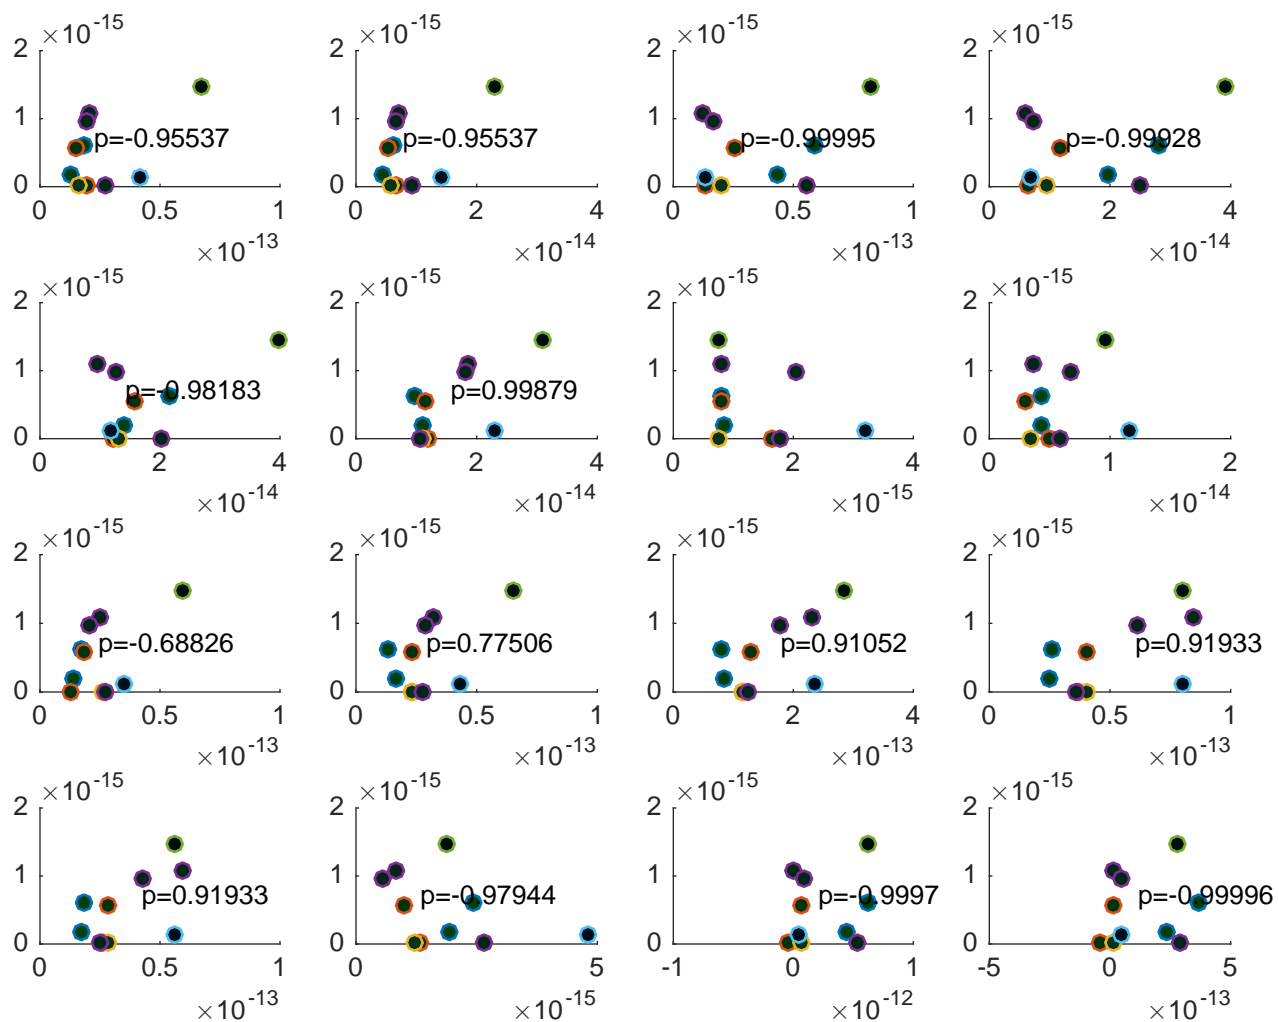 ×10^-15 ×10^-15 ×10^-15 ×10^-15
2 2 2 2
1 1 1 1
p=-0.95537 p=-0.95537 p=-0.99995 p=-0.99928
0 0 0 0
0 0.5 1 0 2 4 0 0.5 1 0 2 4
×10^-13 ×10^-14 ×10^-13 ×10^-14
×10^-15 ×10^-15 ×10^-15 ×10^-15
2 2 2 2
1 1 1 1
p=-0.98183 p=0.99879
0 0 0 0
0 2 4 0 2 4 0 2 4 0 1 2
×10^-14 ×10^-14 ×10^-15 ×10^-14
×10^-15 ×10^-15 ×10^-15 ×10^-15
2 2 2 2
1 1 1 1
p=-0.68826 p=0.77506 p=0.91052 p=0.91933
0 0 0 0
0 0.5 1 0 0.5 1 0 2 4 0 0.5 1
×10^-13 ×10^-13 ×10^-13 ×10^-13
×10^-15 ×10^-15 ×10^-15 ×10^-15
2 2 2 2
1 1 1 1
p=0.91933 p=-0.97944 p=-0.9997 p=-0.99996
0 0 0 0
0 0.5 1 0 5 -1 0 1 -5 0 5
×10^-13 ×10^-15 ×10^-12 ×10^-13